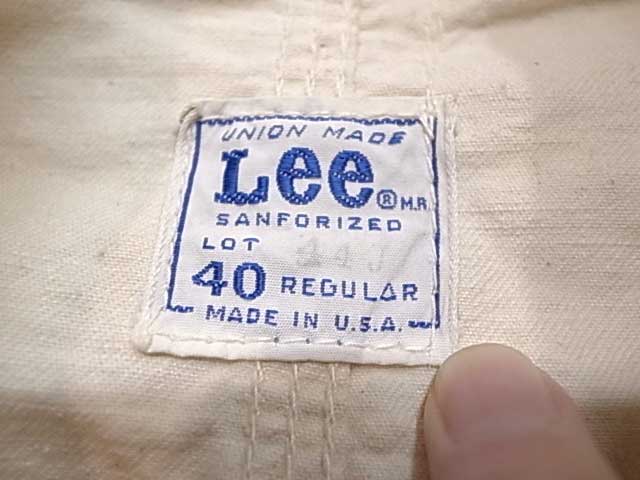 UNION MADE
Lee ® M.R.
SANFORIZED
LOT
40 REGULAR
MADE IN U.S.A.